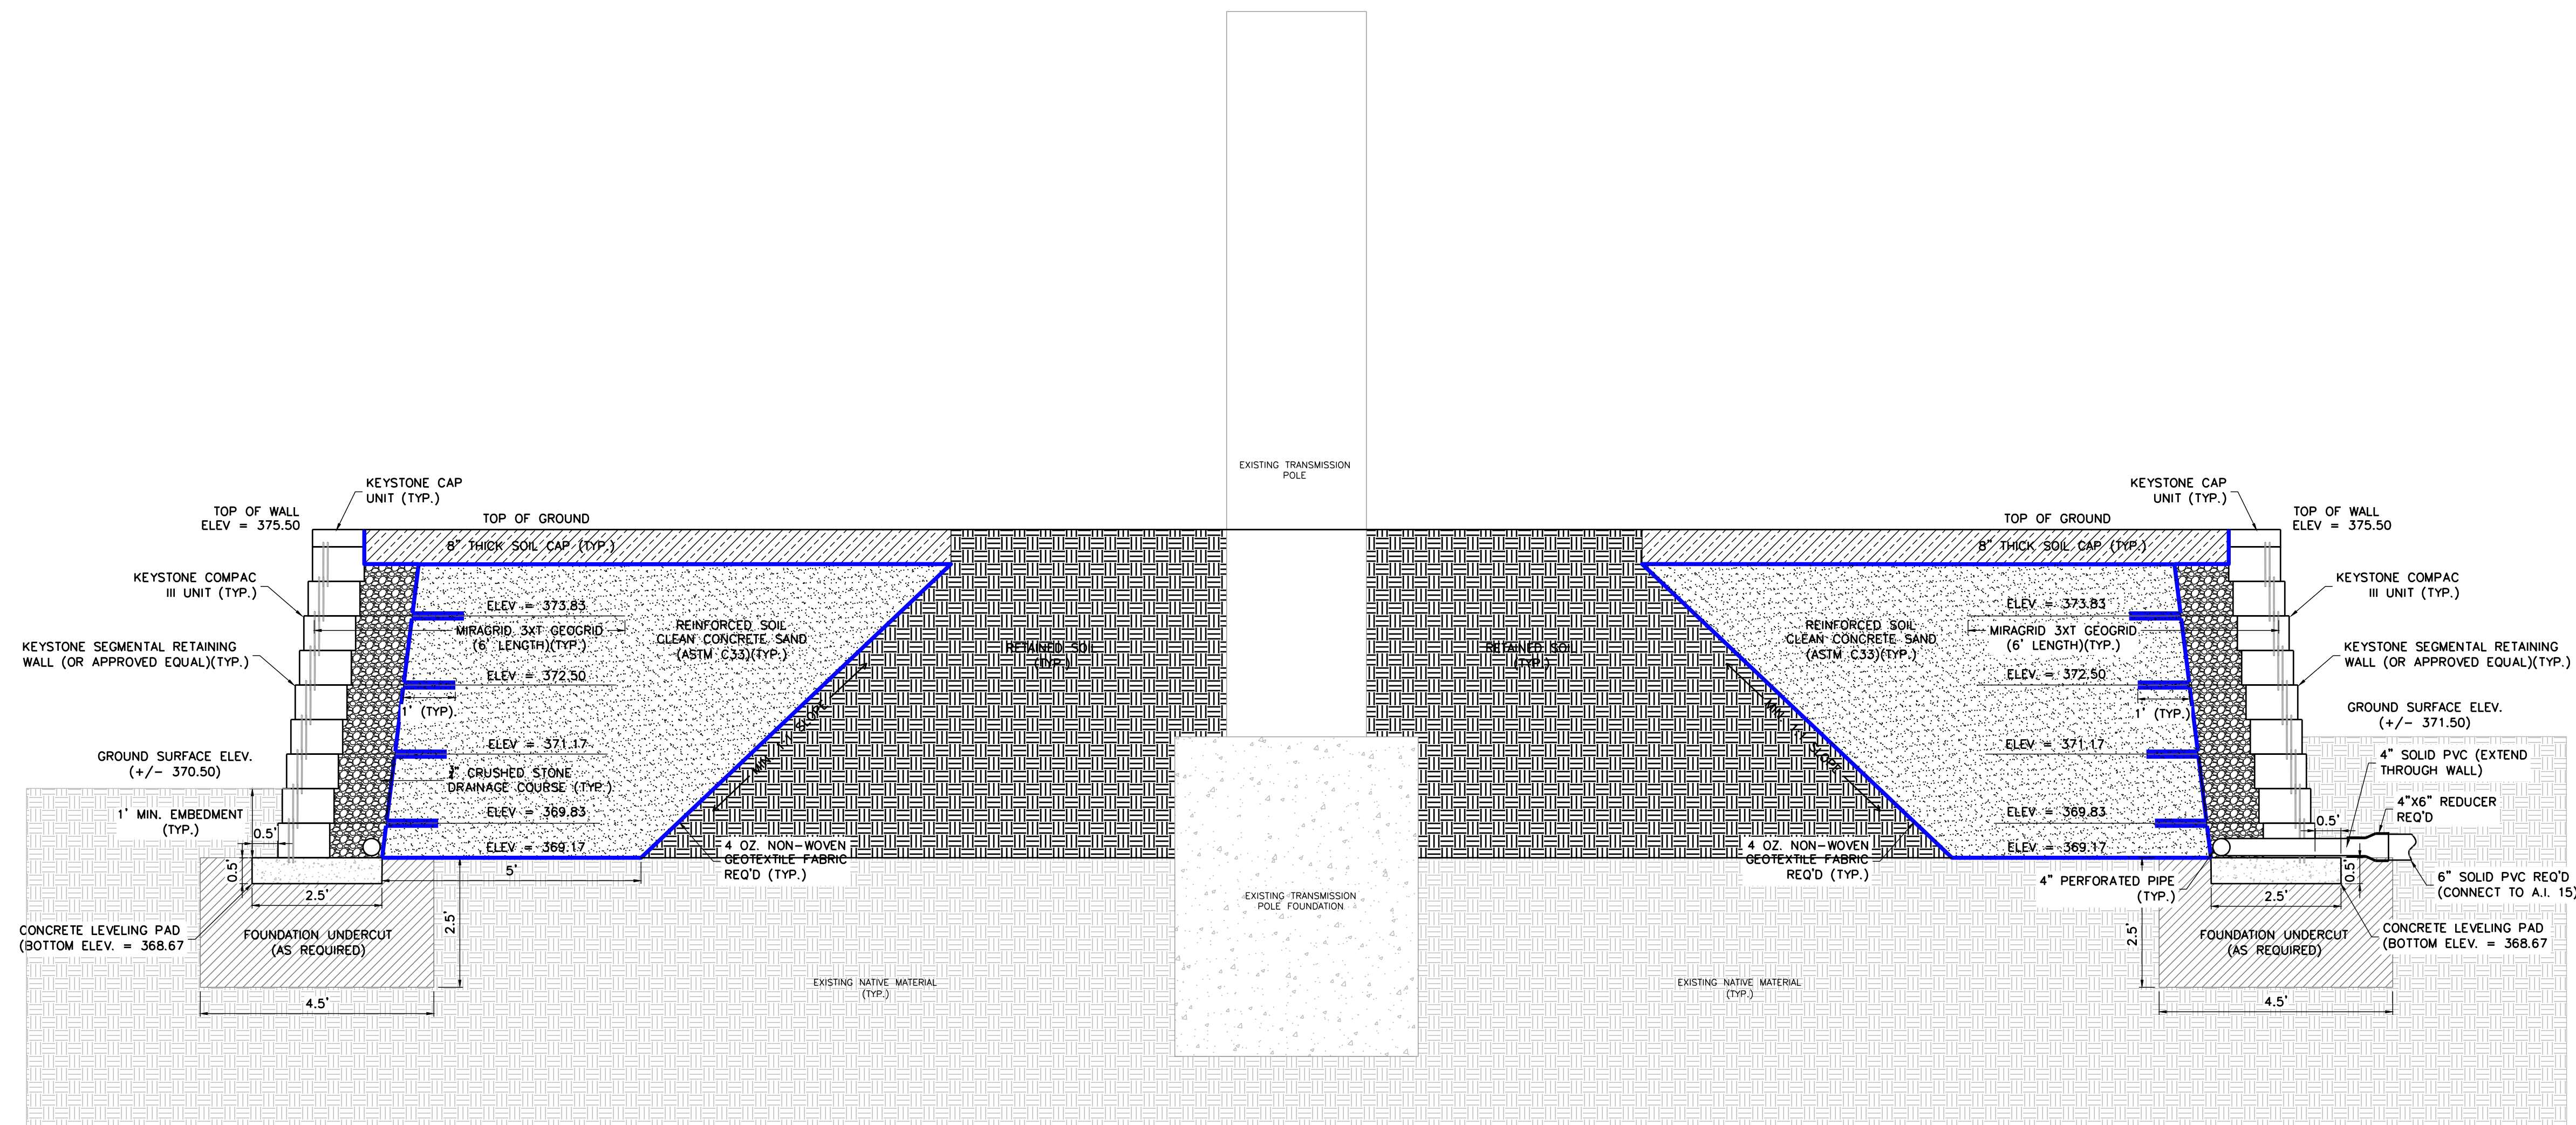 EXISTING TRANSMISSION
POLE
KEYSTONE CAP
UNIT (TYP.)
TOP OF WALL
ELEV = 375.50
TOP OF GROUND
8" THICK SOIL CAP (TYP.)
KEYSTONE COMPAC
III UNIT (TYP.)
KEYSTONE SEGMENTAL RETAINING
WALL (OR APPROVED EQUAL)(TYP.)
ELEV = 373.83
MIRAGRID 3XT GEOGRID
(6' LENGTH)(TYP.)
REINFORCED SOIL
CLEAN CONCRETE SAND
(ASTM C33)(TYP.)
RETAINED SOIL
(TYP.)
ELEV = 372.50
1' (TYP).
MIN. 1:1 SLOPE
ELEV = 371.17
GROUND SURFACE ELEV.
(+/- 370.50)
CRUSHED STONE
DRAINAGE COURSE (TYP.)
1' MIN. EMBEDMENT
(TYP.)
0.5'
ELEV = 369.83
ELEV = 369.17
4 OZ. NON-WOVEN
GEOTEXTILE FABRIC
REQ'D (TYP.)
0.5'
5'
2.5'
2.5'
CONCRETE LEVELING PAD
(BOTTOM ELEV. = 368.67
FOUNDATION UNDERCUT
(AS REQUIRED)
4.5'
EXISTING NATIVE MATERIAL
(TYP.)
EXISTING TRANSMISSION
POLE FOUNDATION
KEYSTONE CAP
UNIT (TYP.)
TOP OF WALL
ELEV = 375.50
TOP OF GROUND
8" THICK SOIL CAP (TYP.)
KEYSTONE COMPAC
III UNIT (TYP.)
KEYSTONE SEGMENTAL RETAINING
WALL (OR APPROVED EQUAL)(TYP.)
RETAINED SOIL
(TYP.)
REINFORCED SOIL
CLEAN CONCRETE SAND
(ASTM C33)(TYP.)
ELEV = 373.83
MIRAGRID 3XT GEOGRID
(6' LENGTH)(TYP.)
ELEV = 372.50
1' (TYP.)
MIN. 1:1 SLOPE
ELEV = 371.17
GROUND SURFACE ELEV.
(+/- 371.50)
4" SOLID PVC (EXTEND
THROUGH WALL)
4"X6" REDUCER
REQ'D
0.5'
ELEV = 369.83
ELEV = 369.17
4 OZ. NON-WOVEN
GEOTEXTILE FABRIC
REQ'D (TYP.)
4" PERFORATED PIPE
(TYP.)
0.5'
6" SOLID PVC REQ'D
(CONNECT TO A.I. 15)
2.5'
2.5'
CONCRETE LEVELING PAD
(BOTTOM ELEV. = 368.67
FOUNDATION UNDERCUT
(AS REQUIRED)
4.5'
EXISTING NATIVE MATERIAL
(TYP.)